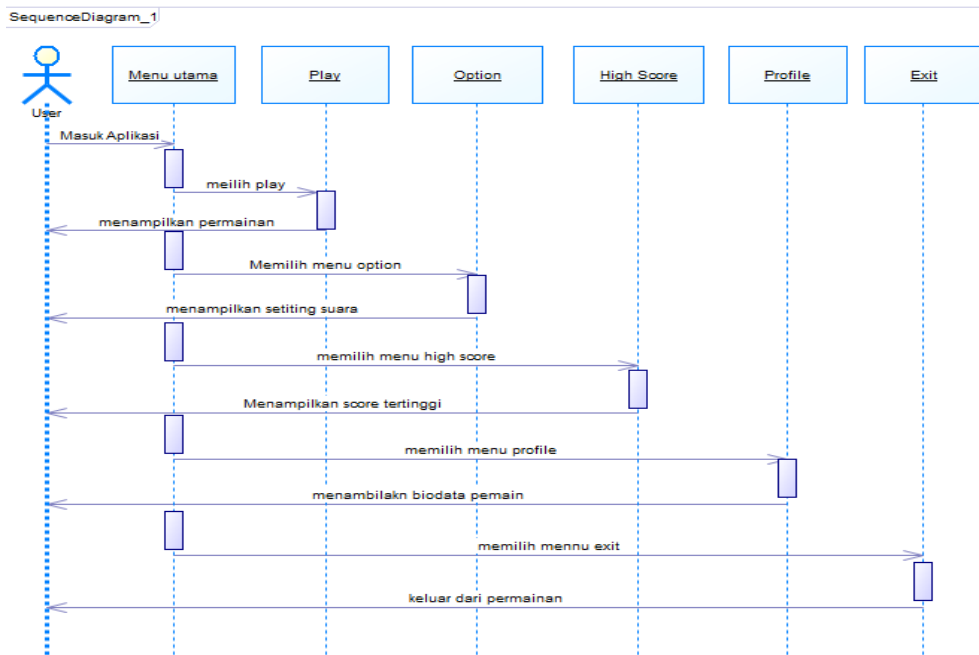 SequenceDiagram_1
Menu utama
Play
Option
High Score
Profile
Exit
User
Masuk Aplikasi
meilih play
menampilkan permainan
Memilih menu option
menampilkan setiting suara
memilih menu high score
Menampilkan score tertinggi
memilih menu profile
menambilakn biodata pemain
memilih mennu exit
keluar dari permainan